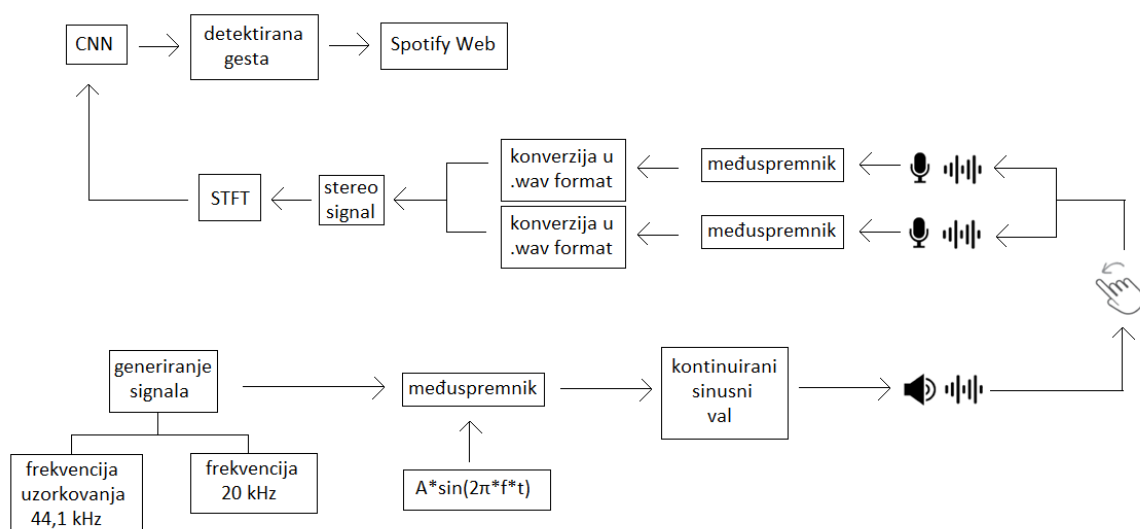 CNN
detektirana
gesta
Spotify Web
konverzija u
.wav format
međuspremnik
STFT
stereo
signal
konverzija u
.wav format
međuspremnik
generiranje
signala
međuspremnik
kontinuirani
sinusni
val
frekvencija
uzorkovanja
44,1 kHz
frekvencija
20 kHz
A*sin(2π*f*t)